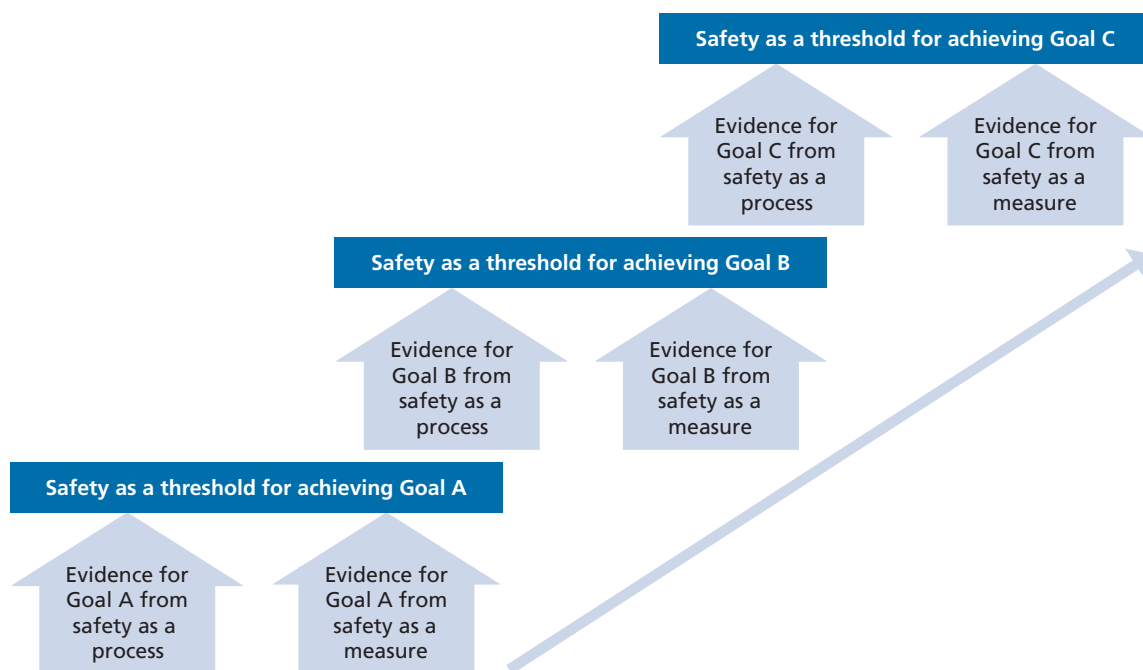 Safety as a threshold for achieving Goal C
Evidence for
Goal C from
safety as a
process
Evidence for
Goal C from
safety as a
measure
Safety as a threshold for achieving Goal B
Evidence for
Goal B from
safety as a
process
Evidence for
Goal B from
safety as a
measure
Safety as a threshold for achieving Goal A
Evidence for
Goal A from
safety as a
process
Evidence for
Goal A from
safety as a
measure